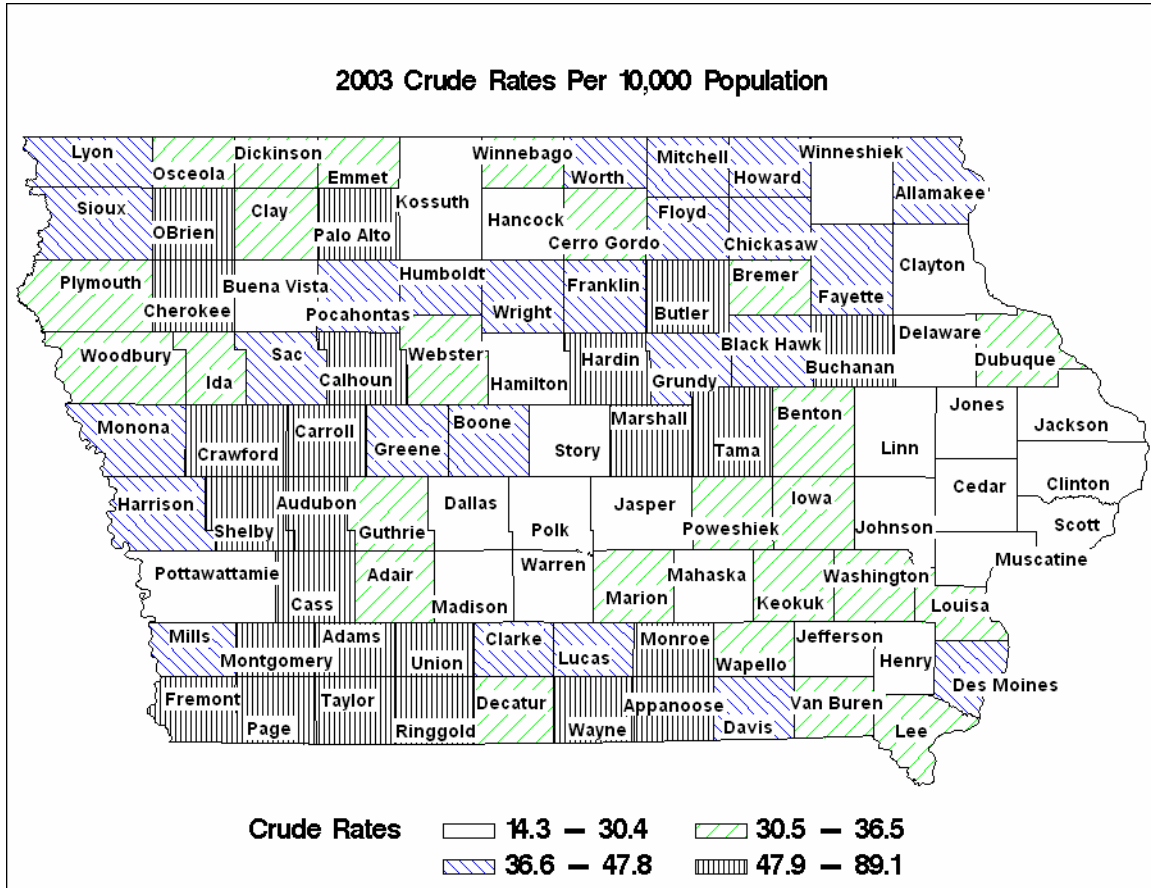 2003 Crude Rates Per 10,000 Population
Lyon
Osceola
Dickinson
Emmet
Kossuth
Winnebago
Worth
Mitchell
Howard
Winneshiek
Allamakee
Sioux
OBrien
Clay
Palo Alto
Hancock
Cerro Gordo
Floyd
Chickasaw
Clayton
Plymouth
Cherokee
Buena Vista
Pocahontas
Humboldt
Wright
Franklin
Butler
Bremer
Fayette
Woodbury
Ida
Sac
Calhoun
Webster
Hamilton
Hardin
Grundy
Black Hawk
Buchanan
Delaware
Dubuque
Monona
Crawford
Carroll
Greene
Boone
Story
Marshall
Tama
Benton
Linn
Jones
Jackson
Harrison
Shelby
Audubon
Guthrie
Dallas
Polk
Jasper
Poweshiek
Iowa
Johnson
Cedar
Clinton
Scott
Muscatine
Pottawattamie
Cass
Adair
Madison
Warren
Marion
Mahaska
Keokuk
Washington
Louisa
Mills
Montgomery
Adams
Union
Clarke
Lucas
Monroe
Wapello
Jefferson
Henry
Des Moines
Fremont
Page
Taylor
Ringgold
Decatur
Wayne
Appanoose
Davis
Van Buren
Lee
Crude Rates 14.3 – 30.4 30.5 – 36.5
36.6 – 47.8 47.9 – 89.1